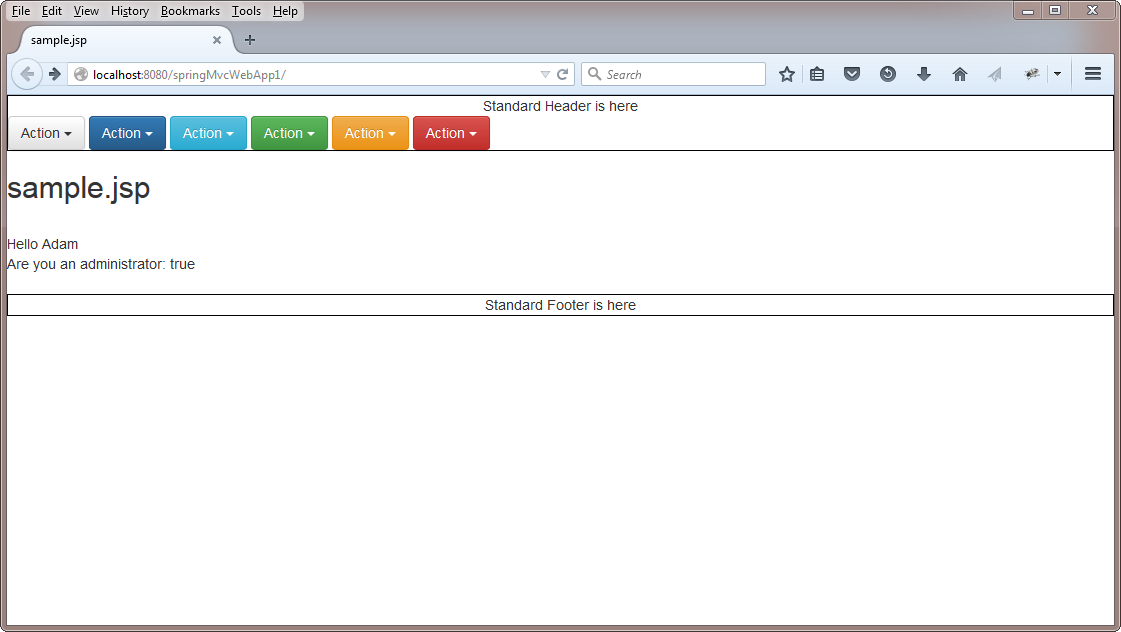 File Edit View History Bookmarks Tools Help
sample.jsp
localhost:8080/springMvcWebApp1/ Search
Standard Header is here
Action Action Action Action Action Action
sample.jsp
Hello Adam
Are you an administrator: true
Standard Footer is here